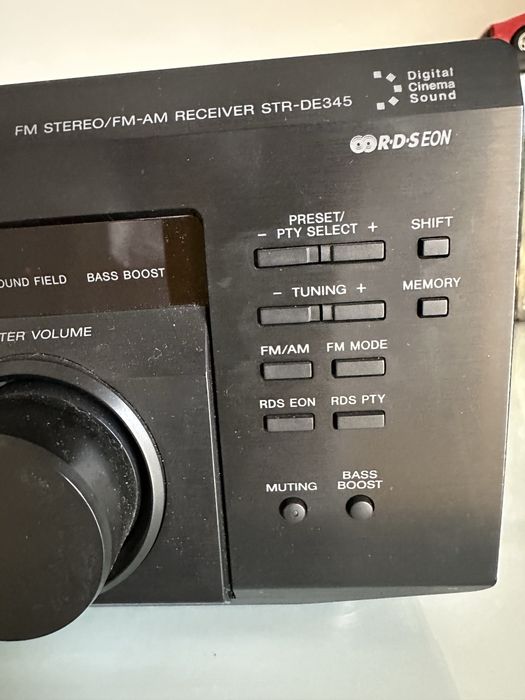 Digital
Cinema
Sound
FM STEREO/FM-AM RECEIVER STR-DE345
R·D·S EON
PRESET/
- PTY SELECT +
SHIFT
OUND FIELD BASS BOOST
- TUNING +
MEMORY
TER VOLUME
FM/AM FM MODE
RDS EON RDS PTY
MUTING
BASS
BOOST